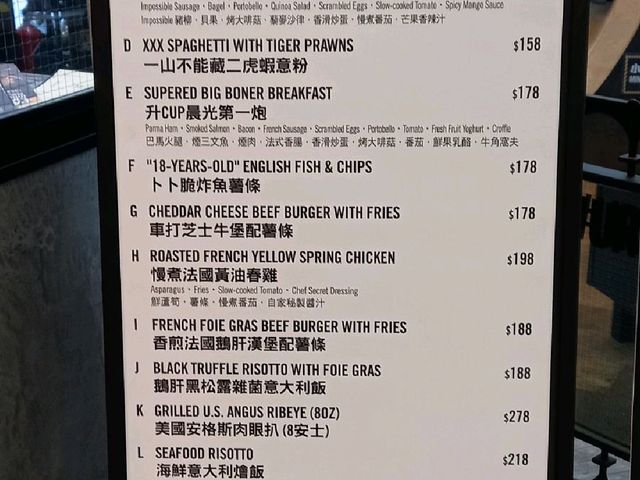 Impossible Sausage · Bagel · Portobello · Quinoa Salad · Scrambled Eggs · Slow-cooked Tomato · Spicy Mango Sauce
Impossible 豬柳 · 貝果 · 烤大啡菇 · 藜麥沙律 · 香滑炒蛋 · 慢煮番茄 · 芒果香辣汁
D XXX SPAGHETTI WITH TIGER PRAWNS $158
一山不能藏二虎蝦意粉
E SUPERED BIG BONER BREAKFAST $178
升CUP晨光第一炮
Parma Ham · Smoked Salmon · Bacon · French Sausage · Scrambled Eggs · Portobello · Tomato · Fresh Fruit Yoghurt · Croffle
巴馬火腿 · 煙三文魚 · 煙肉 · 法式香腸 · 香滑炒蛋 · 烤大啡菇 · 番茄 · 鮮果乳酪 · 牛角窩夫
F "18-YEARS-OLD" ENGLISH FISH & CHIPS $178
卜卜脆炸魚薯條
G CHEDDAR CHEESE BEEF BURGER WITH FRIES $178
車打芝士牛堡配薯條
H ROASTED FRENCH YELLOW SPRING CHICKEN $198
慢煮法國黃油春雞
Asparagus · Fries · Slow-cooked Tomato · Chef Secret Dressing
鮮蘆筍 · 薯條 · 慢煮番茄 · 自家秘製醬汁
I FRENCH FOIE GRAS BEEF BURGER WITH FRIES $188
香煎法國鵝肝漢堡配薯條
J BLACK TRUFFLE RISOTTO WITH FOIE GRAS $188
鵝肝黑松露雜菌意大利飯
K GRILLED U.S. ANGUS RIBEYE (8OZ) $278
美國安格斯肉眼扒 (8安士)
L SEAFOOD RISOTTO $218
海鮮意大利燴飯